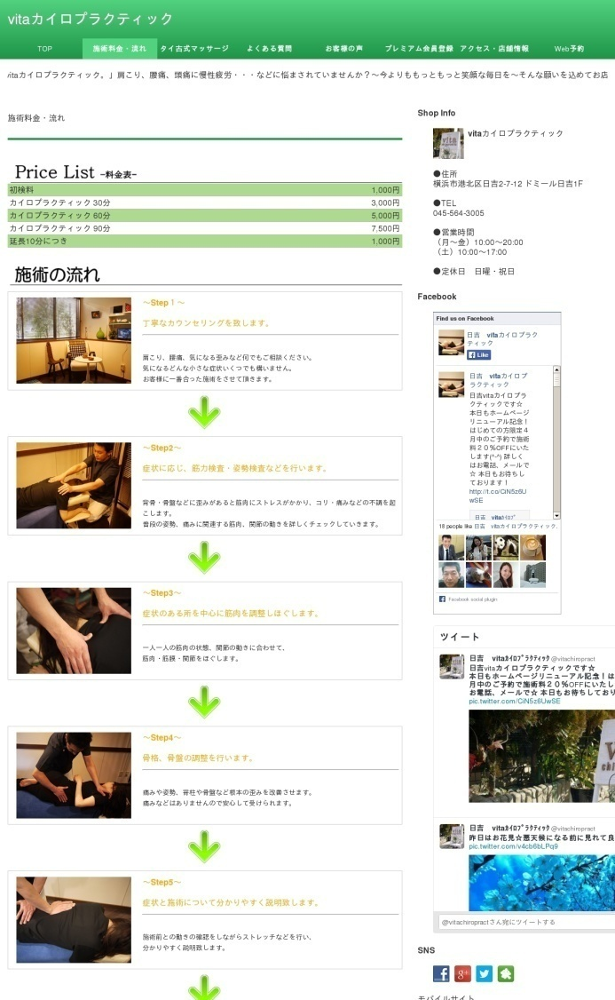 vitaカイロプラクティック
TOP 施術料金・流れ タイ古式マッサージ よくある質問 お客様の声 プレミアム会員登録 アクセス・店舗情報 Web予約
vitaカイロプラクティック。」肩こり、腰痛、頭痛に慢性疲労・・・などに悩まされていませんか？～今よりももっともっと笑顔な毎日を～そんな願いを込めてお店
施術料金・流れ
Price List -料金表-
初検料 1,000円
カイロプラクティック 30分 3,000円
カイロプラクティック 60分 5,000円
カイロプラクティック 90分 7,500円
延長10分につき 1,000円
施術の流れ
～Step１～
丁寧なカウンセリングを致します。
肩こり、腰痛、気になる歪みなど何でもご相談ください。
気になるどんな小さな症状いくつでも構いません。
お客様に一番合った施術をさせて頂きます。
～Step2～
症状に応じ、筋力検査・姿勢検査などを行います。
背骨・骨盤などに歪みがあると筋肉にストレスがかかり、コリ・痛みなどの不調を起
こします。
普段の姿勢、痛みに関連する筋肉、関節の動きを詳しくチェックしていきます。
～Step3～
症状のある所を中心に筋肉を調整しほぐします。
一人一人の筋肉の状態、関節の動きに合わせて、
筋肉・筋膜・関節をほぐします。
～Step4～
骨格、骨盤の調整を行います。
痛みや姿勢、背柱や骨盤など根本の歪みを改善させます。
痛みなどはありませんので安心して受けられます。
～Step5～
症状と施術について分かりやすく説明致します。
施術前との動きの確認をしながらストレッチなどを行い、
分かりやすく説明致します。
Shop Info
vitaカイロプラクティック
●住所
横浜市港北区日吉2-7-12 ドミール日吉1F
●TEL
045-564-3005
●営業時間
（月～金）10:00～20:00
（土）10:00～17:00
●定休日　日曜・祝日
Facebook
Find us on Facebook
日吉　vitaカイロプラク
ティック
Like
日吉　vitaカイロプ
ラクティック
日吉vitaカイロプラ
クティックです☆
本日もホームページ
リニューアル記念！
はじめての方限定４
月中のご予約で施術
料２０％OFFにいた
します(^-^) 詳しく
はお電話、メールで
☆ 本日もお待ちし
ております！
http://t.co/CiN5z6U
wSE
日吉　vitaｶｲﾛﾌﾟ
18 people like 日吉　vitaカイロプラクティック.
Facebook social plugin
ツイート
日吉　vitaｶｲﾛﾌﾟﾗｸﾃｨｯｸ @vitachiropract
日吉vitaカイロプラクティックです☆
本日もホームページリニューアル記念！は
月中のご予約で施術料２０％OFFにいたし
お電話、メールで☆ 本日もお待ちしており
pic.twitter.com/CiN5z6UwSE
日吉　vitaｶｲﾛﾌﾟﾗｸﾃｨｯｸ @vitachiropract
昨日はお花見☆悪天候になる前に見れて良
pic.twitter.com/v4cb6bLPq9
@vitachiropractさん宛にツイートする
SNS
モバイルサイト